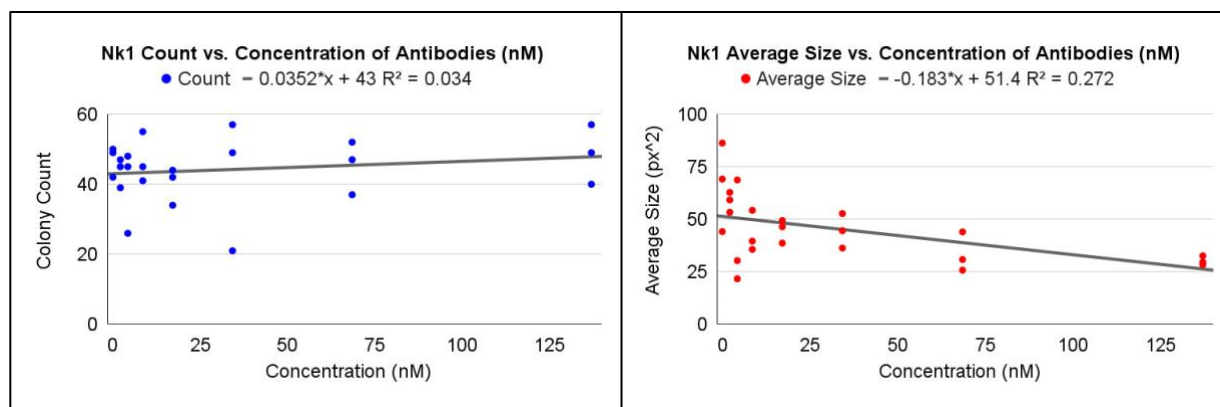 Nk1 Count vs. Concentration of Antibodies (nM)
Count − 0.0352*x + 43 R² = 0.034
60
40
20
0
Colony Count
0 25 50 75 100 125
Concentration (nM)
Nk1 Average Size vs. Concentration of Antibodies (nM)
Average Size − -0.183*x + 51.4 R² = 0.272
100
75
50
25
0
Average Size (px^2)
0 25 50 75 100 125
Concentration (nM)